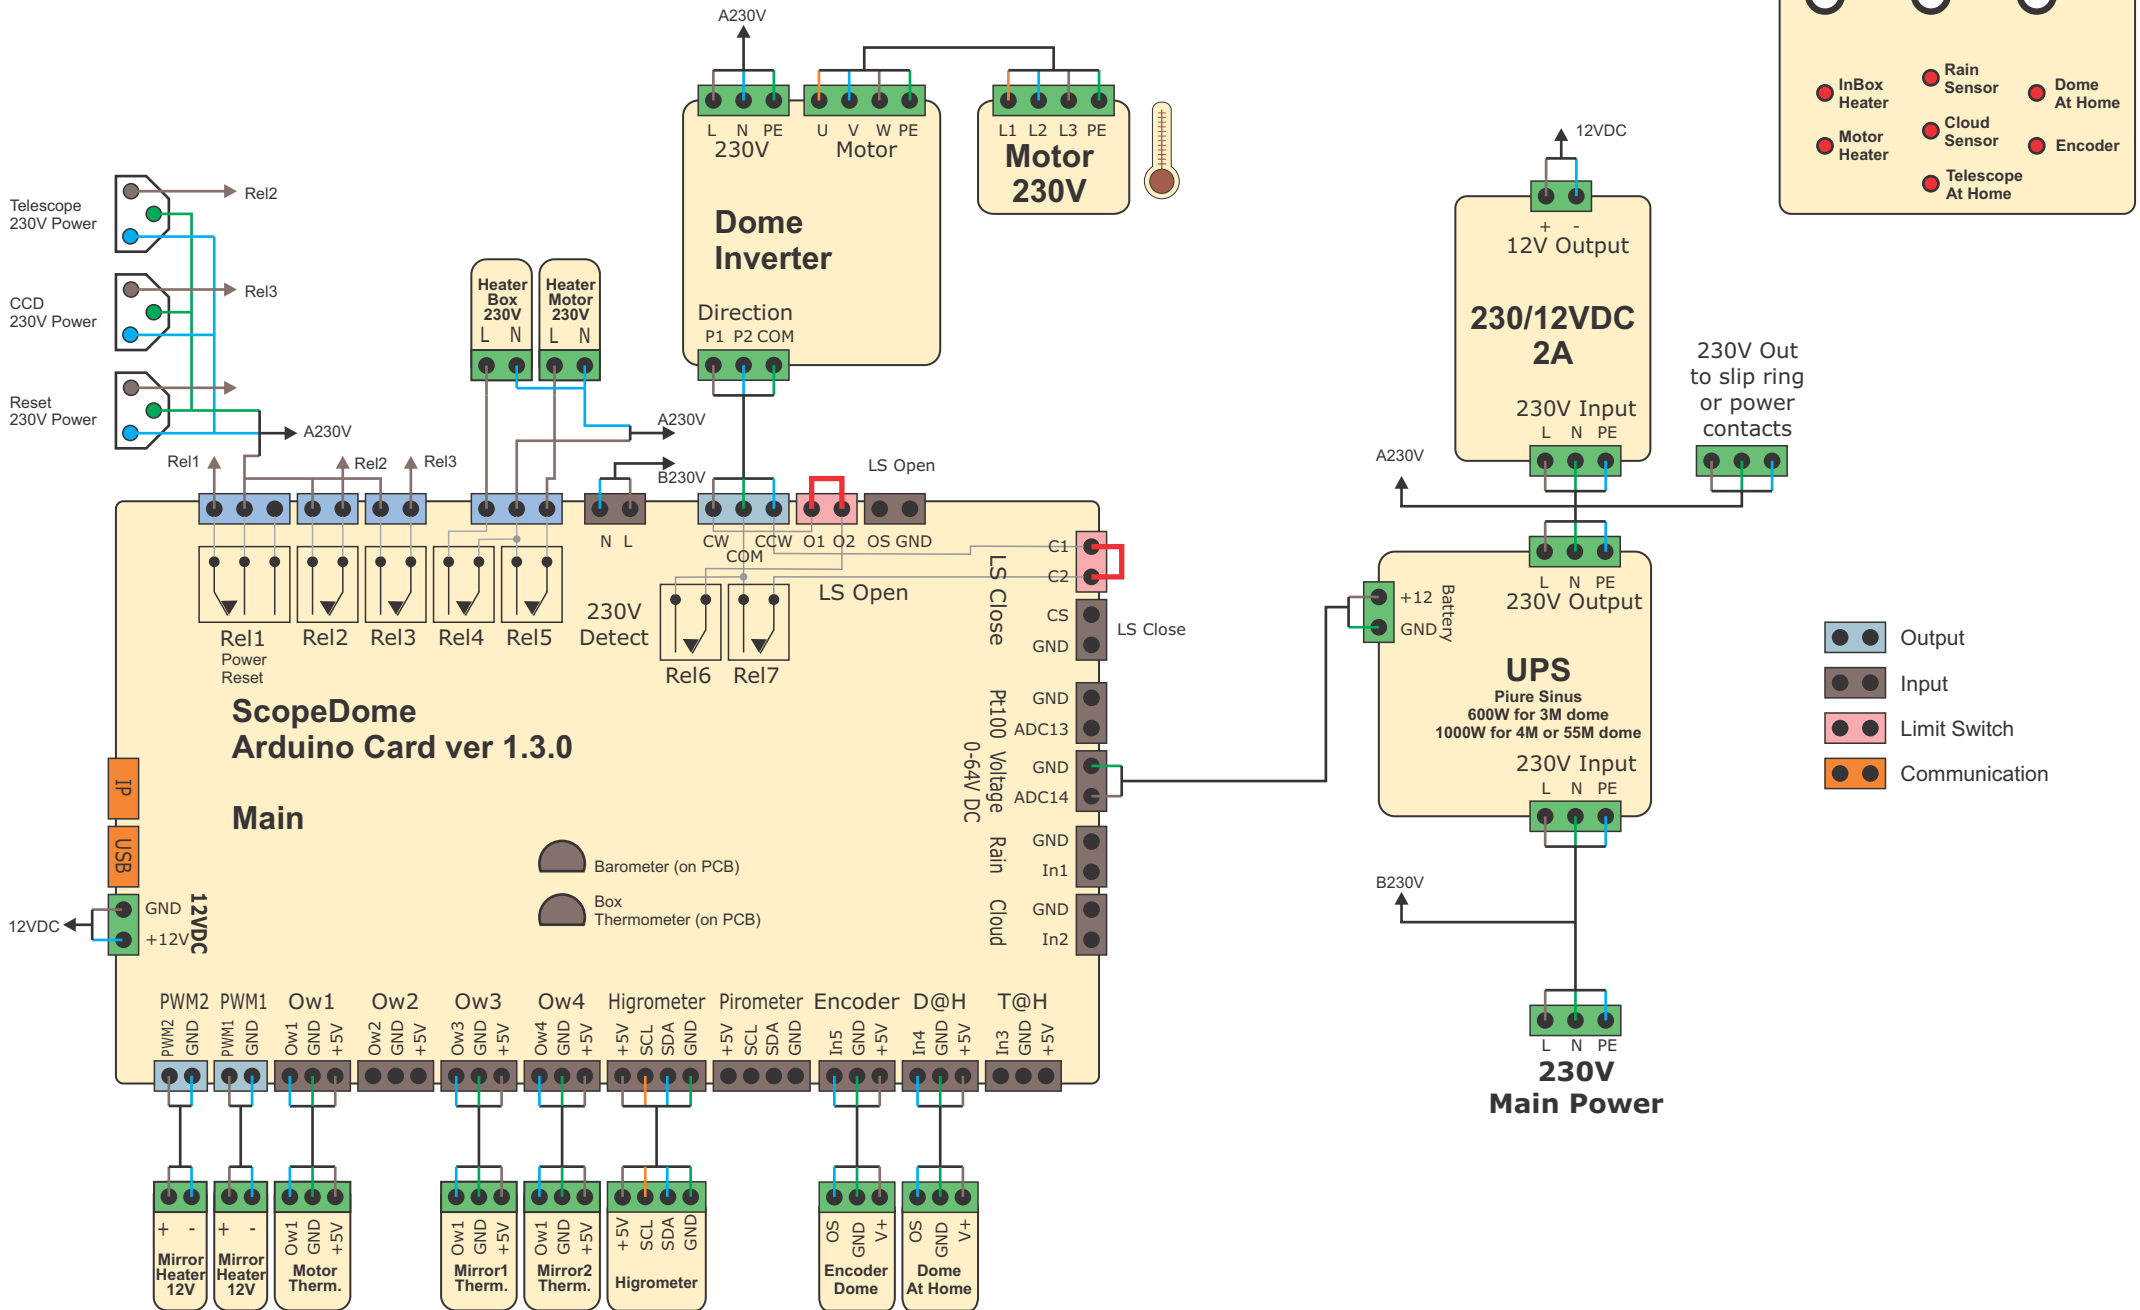 A230V
L N PE
230V
U V W PE
Motor
Dome
Inverter
Direction
P1 P2 COM
L1 L2 L3 PE
Motor
230V
InBox
Heater
Motor
Heater
Rain
Sensor
Cloud
Sensor
Telescope
At Home
Dome
At Home
Encoder
Telescope
230V Power
Rel2
CCD
230V Power
Rel3
Reset
230V Power
A230V
Heater
Box
230V
L N
Heater
Motor
230V
L N
A230V
B230V
Rel1
Rel2
Rel3
LS Open
N L
230V
Detect
CW
COM
CCW
O1 O2
OS GND
LS Open
Rel1
Power
Reset
Rel2
Rel3
Rel4
Rel5
Rel6
Rel7
C1
C2
LS Close
CS
GND
LS Close
GND
ADC13
Pt100
GND
ADC14
Voltage
0-64V DC
GND
In1
Rain
GND
In2
Cloud
ScopeDome
Arduino Card ver 1.3.0
Main
IP
USB
12VDC
GND
+12V
12VDC
Barometer (on PCB)
Box
Thermometer (on PCB)
PWM2 PWM1 Ow1 Ow2 Ow3 Ow4 Higrometer Pirometer Encoder D@H T@H
PWM2 GND
PWM1 GND
Ow1 GND +5V
Ow2 GND +5V
Ow3 GND +5V
Ow4 GND +5V
+5V SCL SDA GND
+5V SCL SDA GND
In5 GND +5V
In4 GND +5V
In3 GND +5V
+ -
Mirror
Heater
12V
+ -
Mirror
Heater
12V
Ow1 GND +5V
Motor
Therm.
Ow1 GND +5V
Mirror1
Therm.
Ow1 GND +5V
Mirror2
Therm.
+5V SCL SDA GND
Higrometer
OS GND V+
Encoder
Dome
OS GND V+
Dome
At Home
12VDC
+ -
12V Output
230/12VDC
2A
230V Input
L N PE
230V Out
to slip ring
or power
contacts
A230V
L N PE
230V Output
+12
GND
Battery
UPS
Piure Sinus
600W for 3M dome
1000W for 4M or 55M dome
230V Input
L N PE
B230V
L N PE
230V
Main Power
Output
Input
Limit Switch
Communication